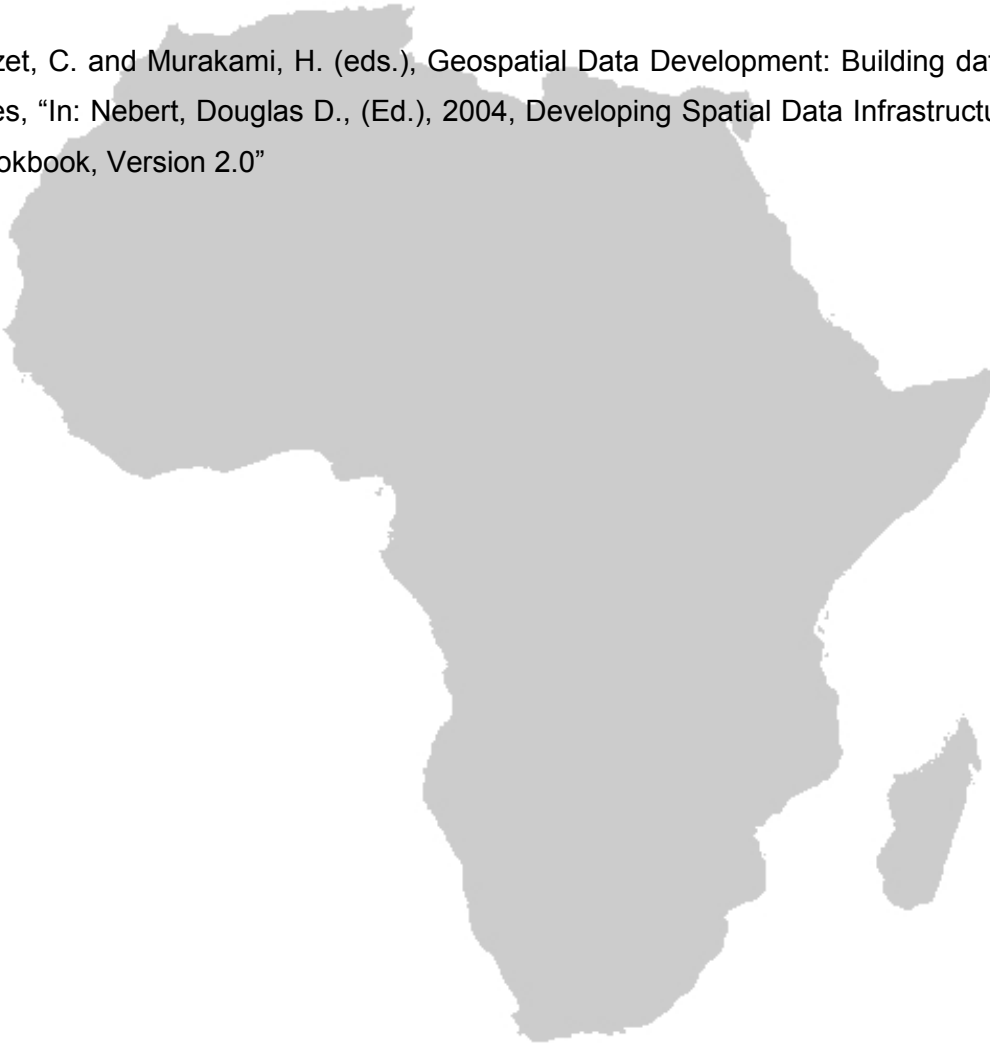 zet, C. and Murakami, H. (eds.), Geospatial Data Development: Building dat
es, “In: Nebert, Douglas D., (Ed.), 2004, Developing Spatial Data Infrastructu
okbook, Version 2.0”